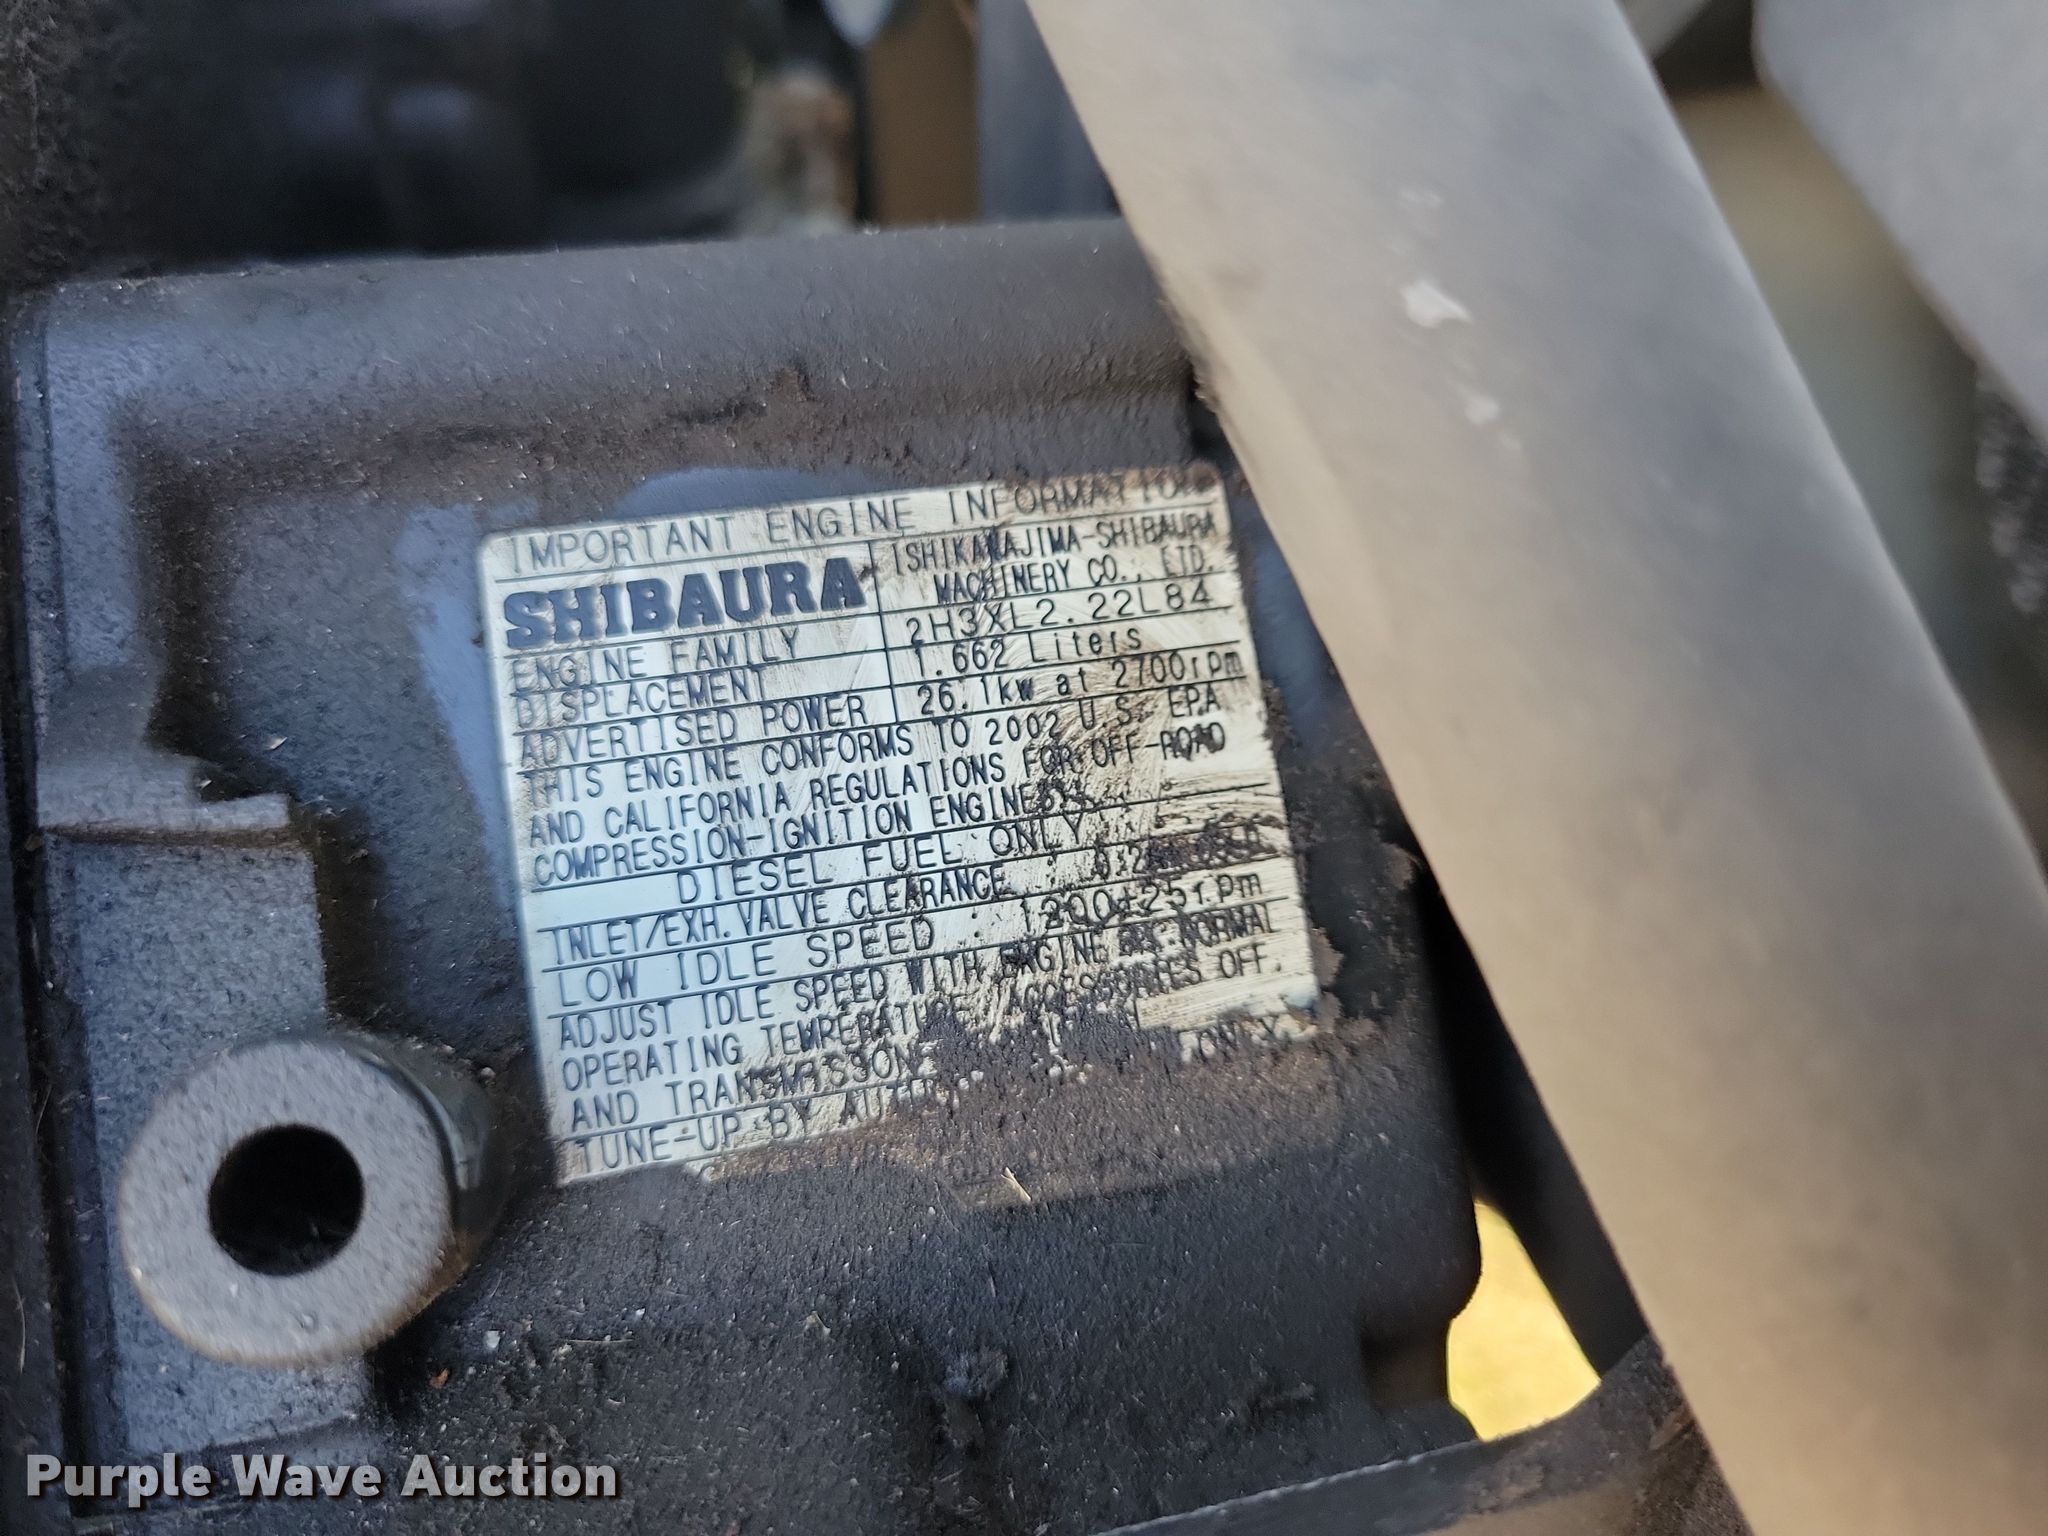 IMPORTANT ENGINE INFORMATION
SHIBAURA
ISHIKAWAJIMA-SHIBAURA
MACHINERY CO., LTD.
ENGINE FAMILY 2H3XL2.22L84
DISPLACEMENT 1.662 Liters
ADVERTISED POWER 26.1kw at 2700rpm
THIS ENGINE CONFORMS TO 2002 U.S. EPA
AND CALIFORNIA REGULATIONS FOR OFF-ROAD
COMPRESSION-IGNITION ENGINES
DIESEL FUEL ONLY
INLET/EXH. VALVE CLEARANCE :
LOW IDLE SPEED : 1200±25rpm
ADJUST IDLE SPEED WITH ENGINE NORMAL
OPERATING TEMPERATURE, ACCESSORIES OFF.
AND TRANSMISSION
TUNE-UP BY
Purple Wave Auction